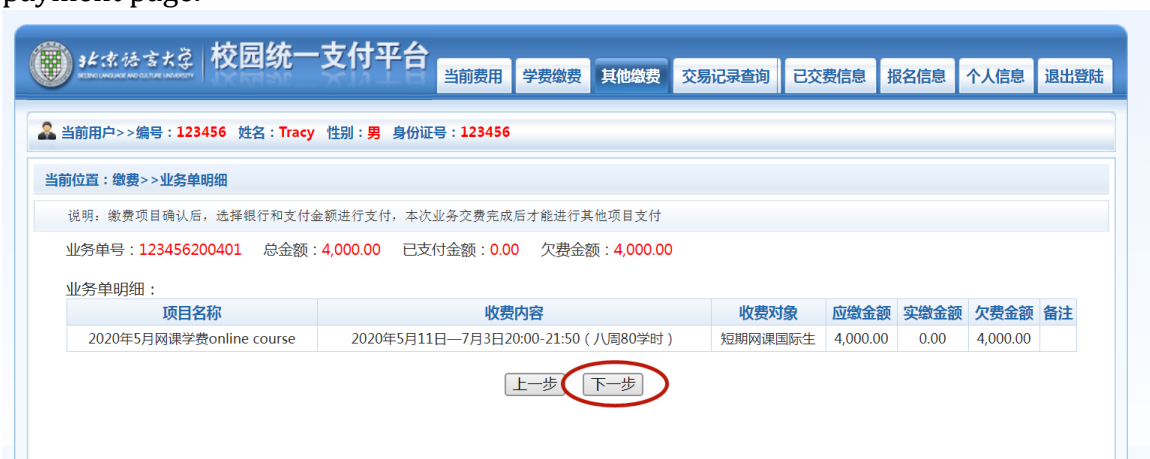 payment page.
北京语言大学 校园统一支付平台
BEIJING LANGUAGE AND CULTURE UNIVERSITY
当前费用 学费缴费 其他缴费 交易记录查询 已交费信息 报名信息 个人信息 退出登陆
当前用户>>编号：123456 姓名：Tracy 性别：男 身份证号：123456
当前位置：缴费>>业务单明细
说明：缴费项目确认后，选择银行和支付金额进行支付，本次业务交费完成后才能进行其他项目支付
业务单号：123456200401 总金额：4,000.00 已支付金额：0.00 欠费金额：4,000.00
业务单明细：
项目名称 收费内容 收费对象 应缴金额 实缴金额 欠费金额 备注
2020年5月网课学费online course 2020年5月11日—7月3日20:00-21:50（八周80学时） 短期网课国际生 4,000.00 0.00 4,000.00
上一步 下一步